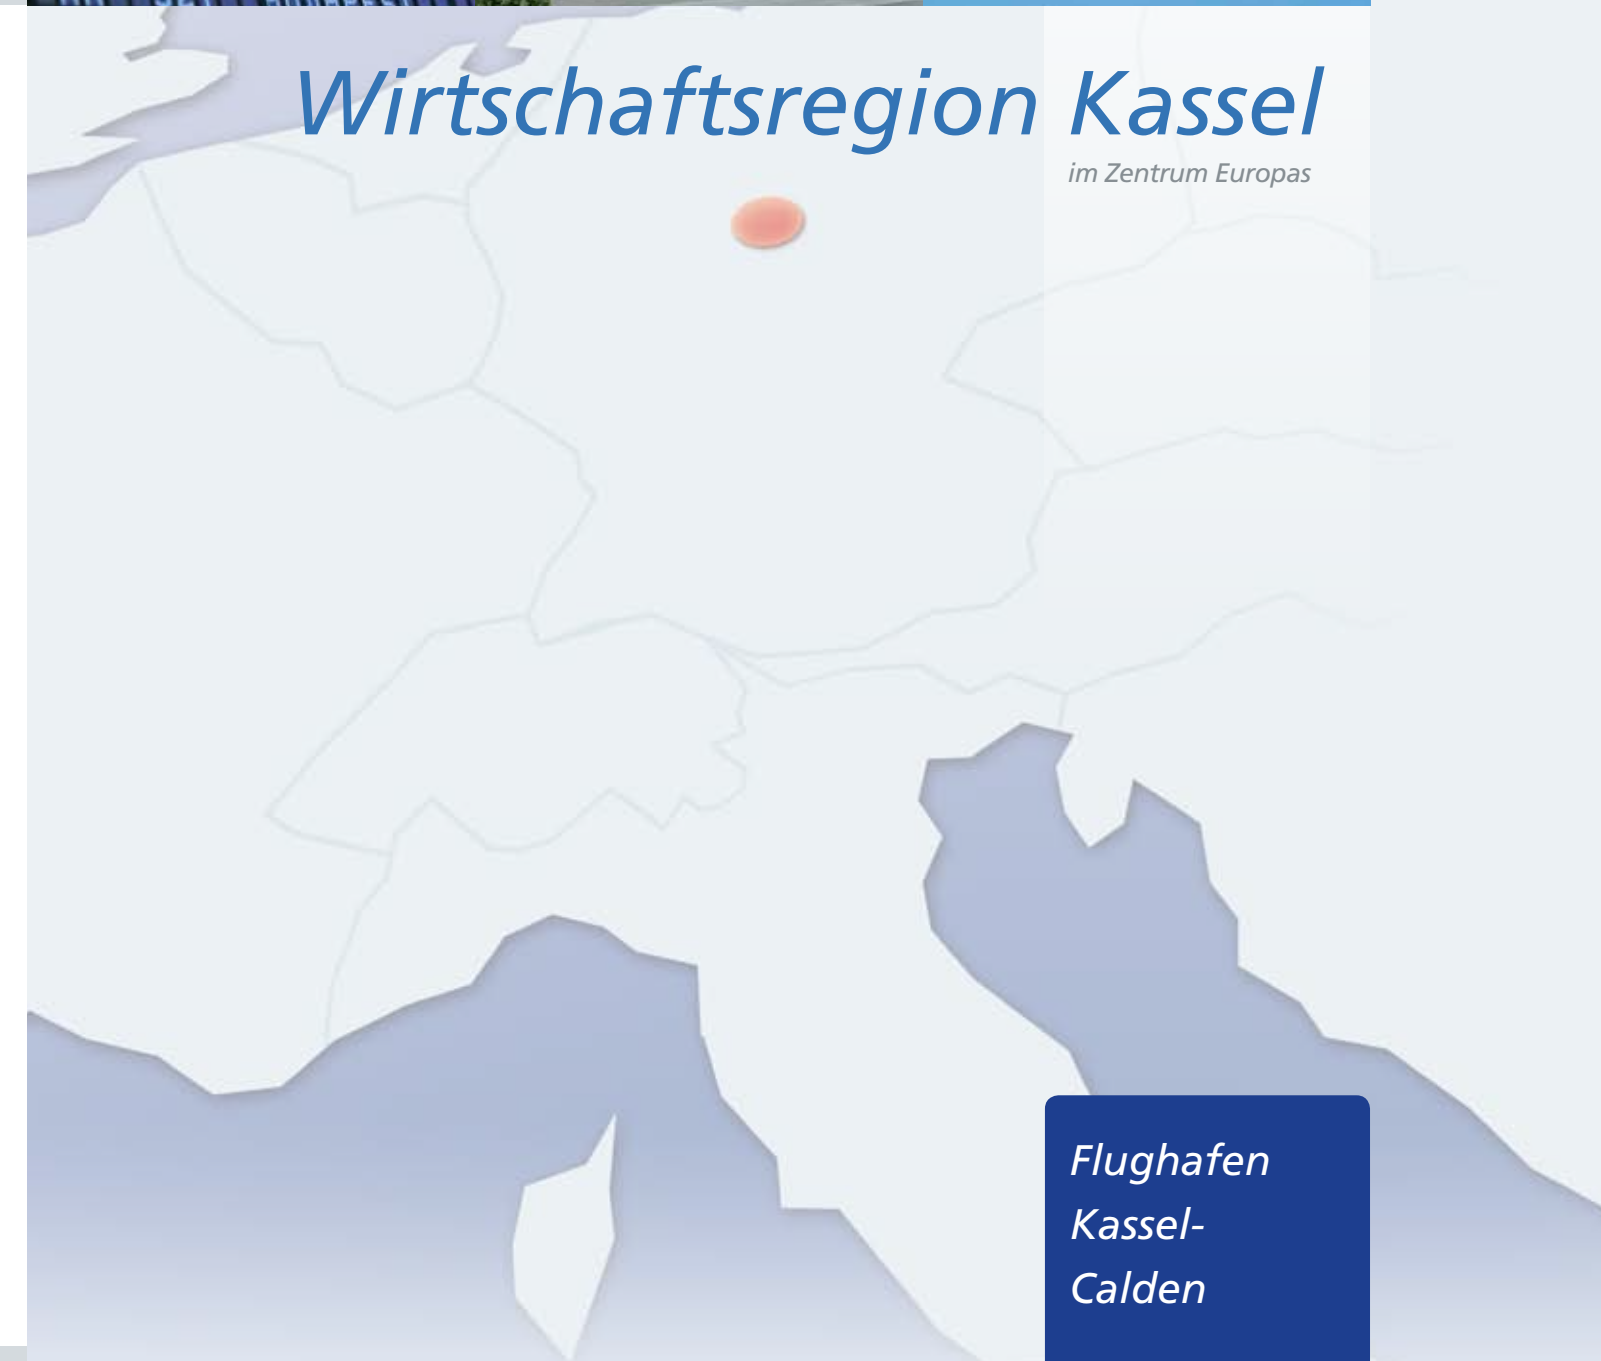 Wirtschaftsregion Kassel
im Zentrum Europas
Flughafen
Kassel-
Calden